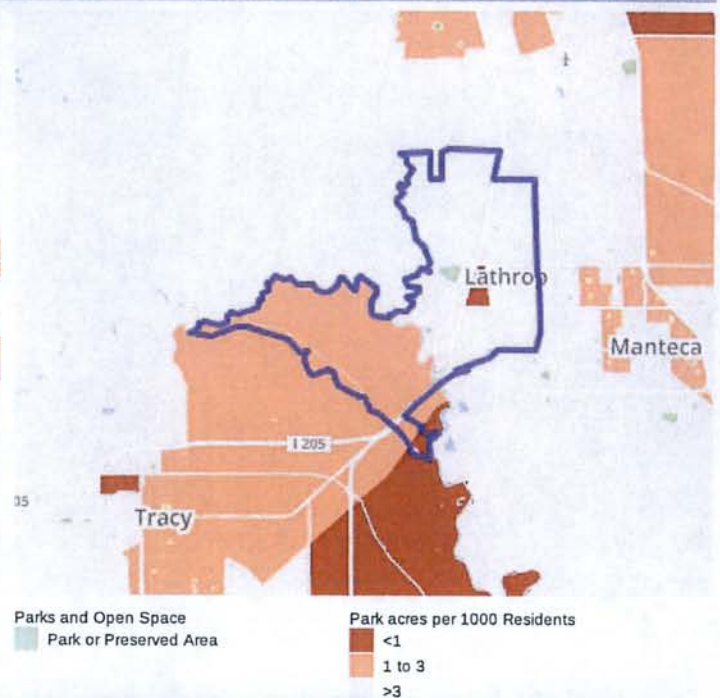 Lathrop
Manteca
I 205
35
Tracy
Parks and Open Space
Park or Preserved Area
Park acres per 1000 Residents
<1
1 to 3
>3